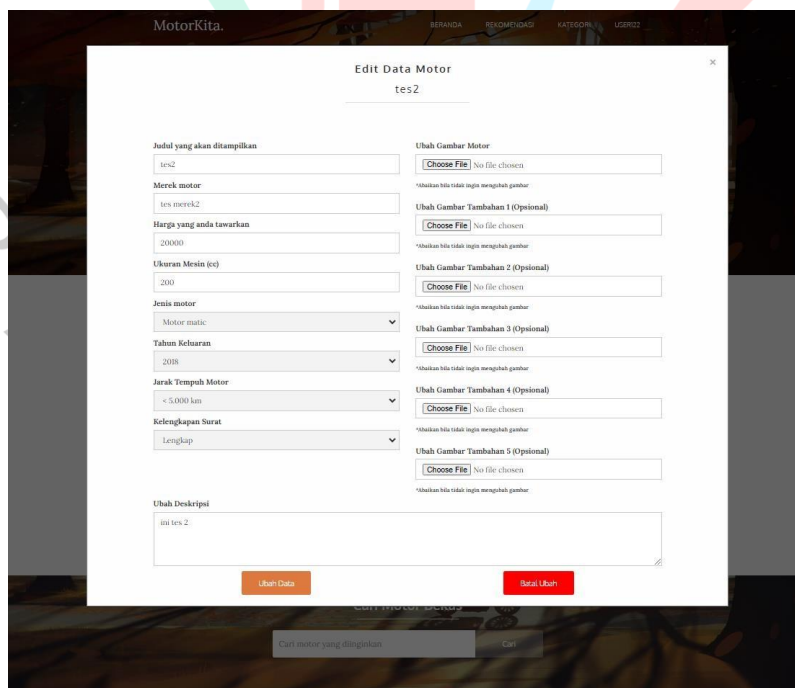 MotorKita.
BERANDA REKOMENDASI KATEGORI USER122
×
Edit Data Motor
tes2
Judul yang akan ditampilkan
tes2
Merek motor
tes merek2
Harga yang anda tawarkan
20000
Ukuran Mesin (cc)
200
Jenis motor
Motor matic
Tahun Keluaran
2018
Jarak Tempuh Motor
< 5.000 km
Kelengkapan Surat
Lengkap
Ubah Gambar Motor
Choose File No file chosen
*Abaikan bila tidak ingin mengubah gambar
Ubah Gambar Tambahan 1 (Opsional)
Choose File No file chosen
*Abaikan bila tidak ingin mengubah gambar
Ubah Gambar Tambahan 2 (Opsional)
Choose File No file chosen
*Abaikan bila tidak ingin mengubah gambar
Ubah Gambar Tambahan 3 (Opsional)
Choose File No file chosen
*Abaikan bila tidak ingin mengubah gambar
Ubah Gambar Tambahan 4 (Opsional)
Choose File No file chosen
*Abaikan bila tidak ingin mengubah gambar
Ubah Gambar Tambahan 5 (Opsional)
Choose File No file chosen
*Abaikan bila tidak ingin mengubah gambar
Ubah Deskripsi
ini tes 2
Ubah Data Batal Ubah
Cari Motor Bekas
Cari motor yang diinginkan Cari